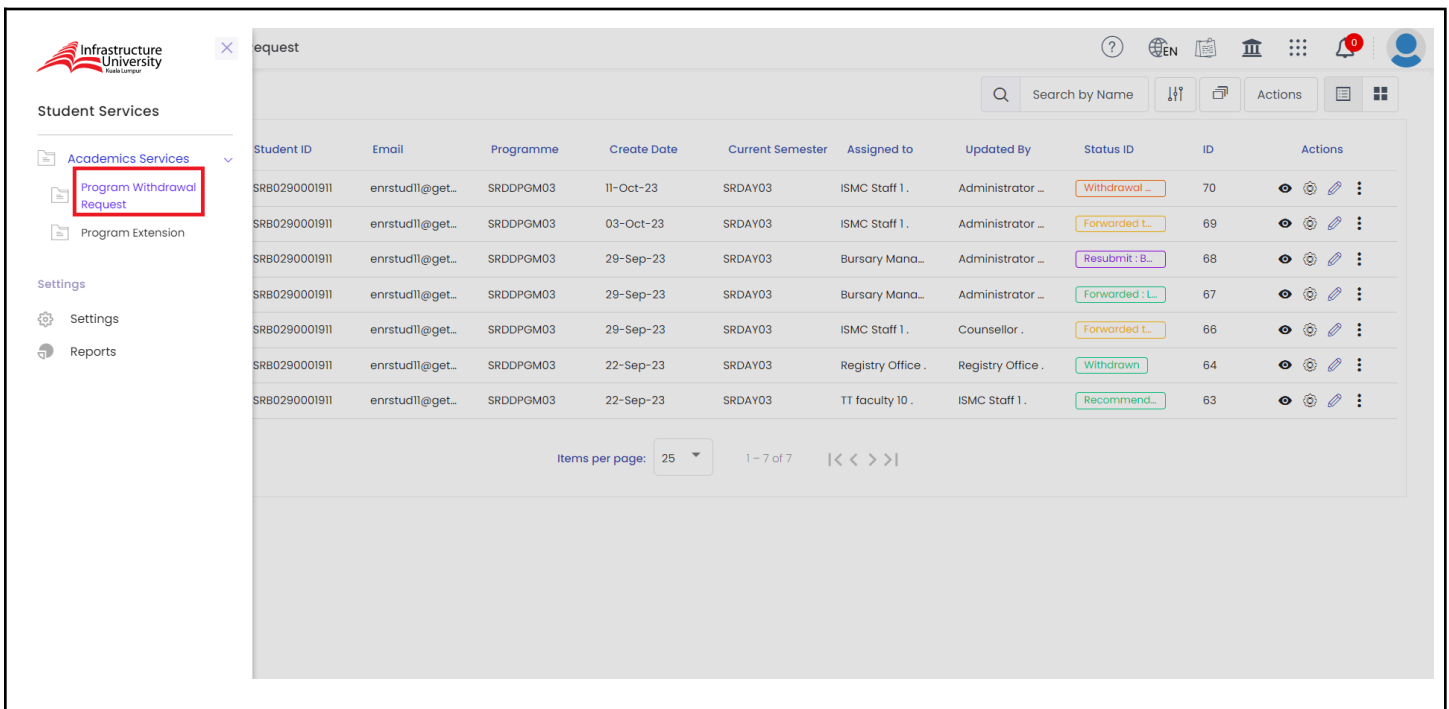 Infrastructure
University
Kuala Lumpur
equest
EN
0
Student Services
Search by Name
Actions
Academics Services
Program Withdrawal
Request
Program Extension
Settings
Settings
Reports
Student ID Email Programme Create Date Current Semester Assigned to Updated By Status ID ID Actions
SRB0290001911 enrstud11@get... SRDDPGM03 11-Oct-23 SRDAY03 ISMC Staff 1 . Administrator ... Withdrawal ... 70
SRB0290001911 enrstud11@get... SRDDPGM03 03-Oct-23 SRDAY03 ISMC Staff 1 . Administrator ... Forwarded t... 69
SRB0290001911 enrstud11@get... SRDDPGM03 29-Sep-23 SRDAY03 Bursary Mana... Administrator ... Resubmit : B... 68
SRB0290001911 enrstud11@get... SRDDPGM03 29-Sep-23 SRDAY03 Bursary Mana... Administrator ... Forwarded : L... 67
SRB0290001911 enrstud11@get... SRDDPGM03 29-Sep-23 SRDAY03 ISMC Staff 1 . Counsellor . Forwarded t... 66
SRB0290001911 enrstud11@get... SRDDPGM03 22-Sep-23 SRDAY03 Registry Office . Registry Office . Withdrawn 64
SRB0290001911 enrstud11@get... SRDDPGM03 22-Sep-23 SRDAY03 TT faculty 10 . ISMC Staff 1 . Recommend... 63
Items per page: 25 1 – 7 of 7